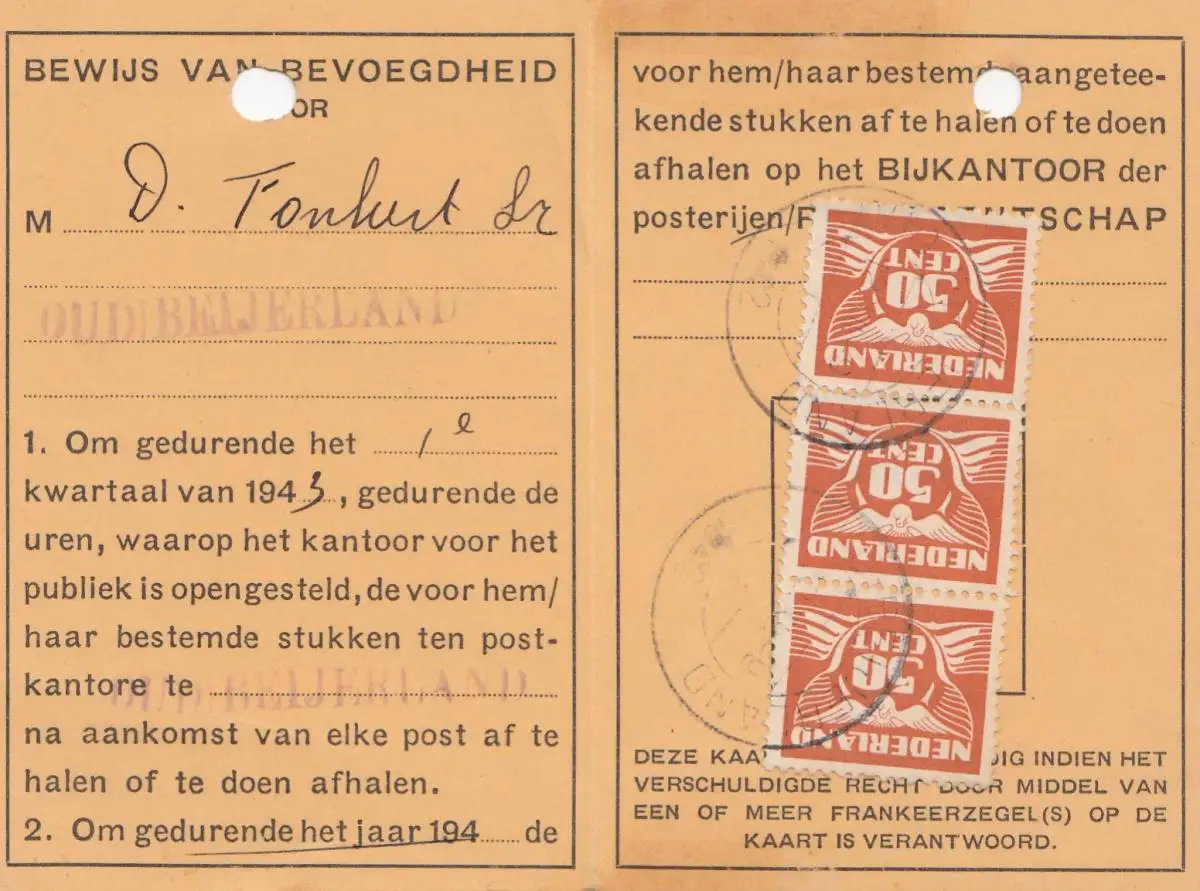 BEWIJS VAN BEVOEGDHEID
OR
M D. Tonkert Sr
OUD-BEIJERLAND
1. Om gedurende het 1e
kwartaal van 1943, gedurende de
uren, waarop het kantoor voor het
publiek is opengesteld, de voor hem/
haar bestemde stukken ten post-
kantore te OUD-BEIJERLAND
na aankomst van elke post af te
halen of te doen afhalen.
2. Om gedurende het jaar 194 de
voor hem/haar bestemde aangetee-
kende stukken af te halen of te doen
afhalen op het BIJKANTOOR der
posterijen/P TSCHAP
50
CENT
NEDERLAND
50
CENT
NEDERLAND
50
CENT
NEDERLAND
DEZE KAA DIG INDIEN HET
VERSCHULDIGDE RECHT DOOR MIDDEL VAN
EEN OF MEER FRANKEERZEGEL(S) OP DE
KAART IS VERANTWOORD.